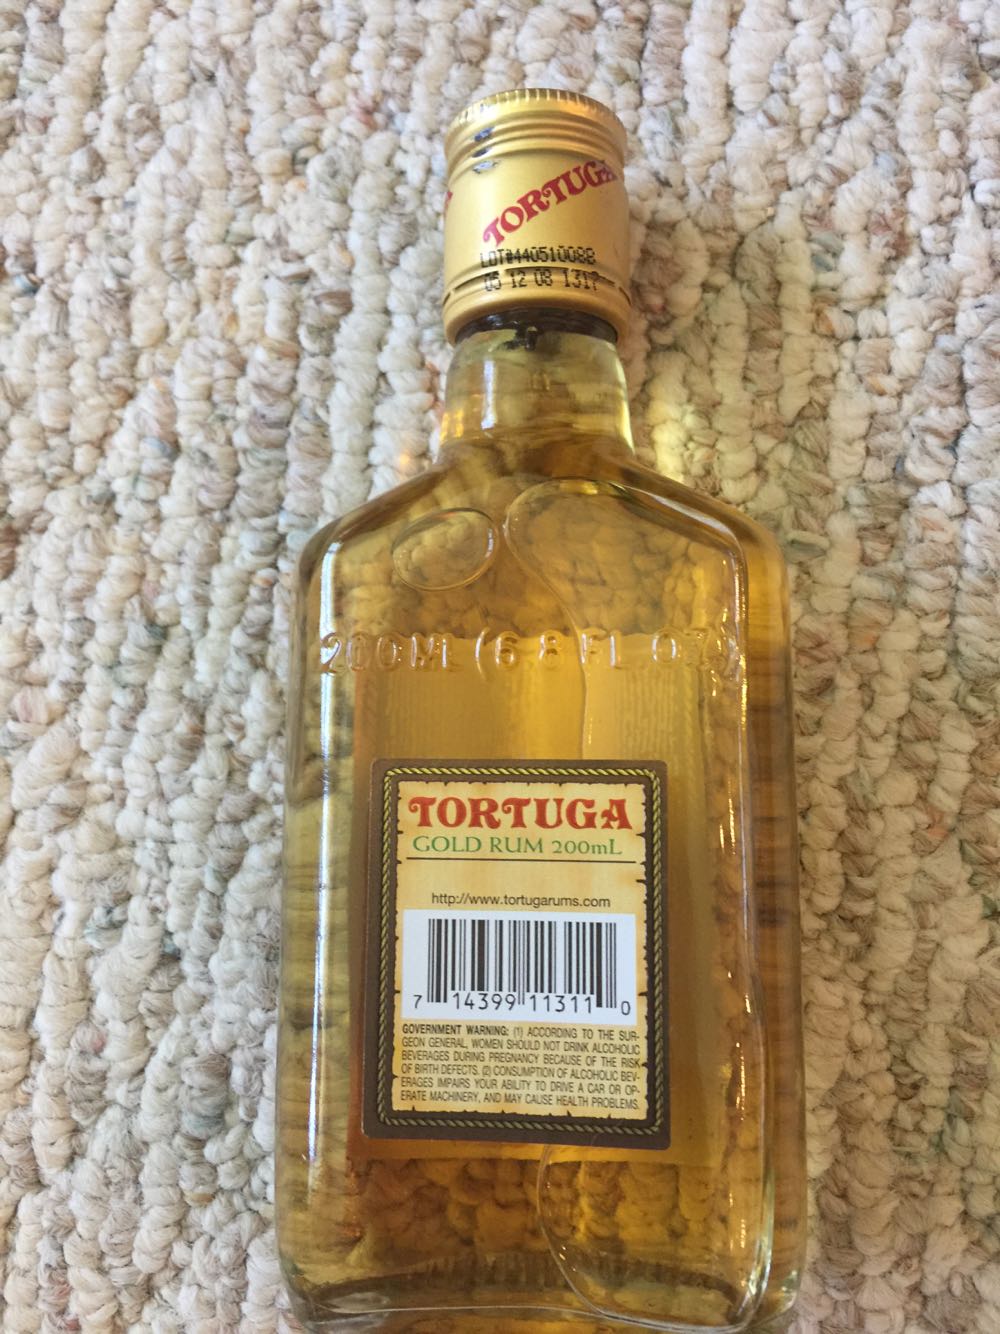 TORTUGA
LOT#440510088
05 12 08 1317
200ML (6 8 FL. OZ)
TORTUGA
GOLD RUM 200mL
http://www.tortugarums.com
7 14399 11311 0
GOVERNMENT WARNING: (1) ACCORDING TO THE SUR-
GEON GENERAL, WOMEN SHOULD NOT DRINK ALCOHOLIC
BEVERAGES DURING PREGNANCY BECAUSE OF THE RISK
OF BIRTH DEFECTS. (2) CONSUMPTION OF ALCOHOLIC BEV-
ERAGES IMPAIRS YOUR ABILITY TO DRIVE A CAR OR OP-
ERATE MACHINERY, AND MAY CAUSE HEALTH PROBLEMS.